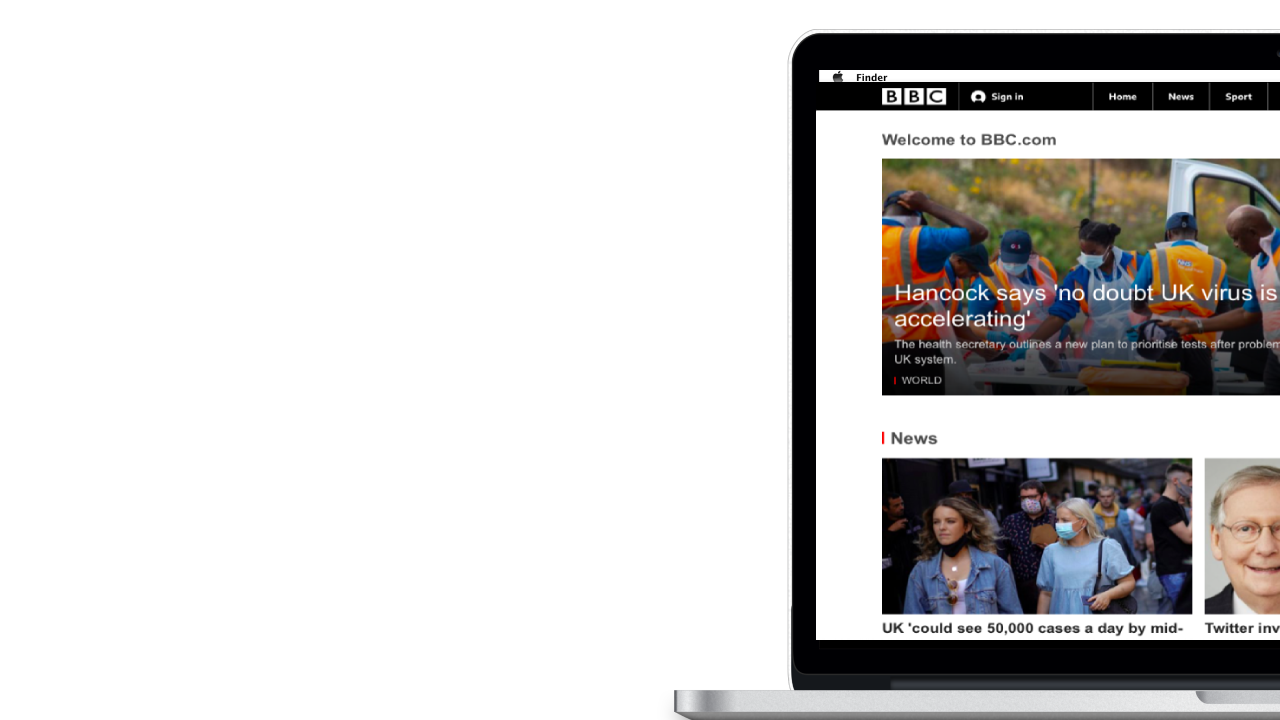 Finder
BBC Sign in Home News Sport
Welcome to BBC.com
Hancock says 'no doubt UK virus is
accelerating'
The health secretary outlines a new plan to prioritise tests after problem
UK system.
WORLD
News
UK 'could see 50,000 cases a day by mid-
Twitter inv